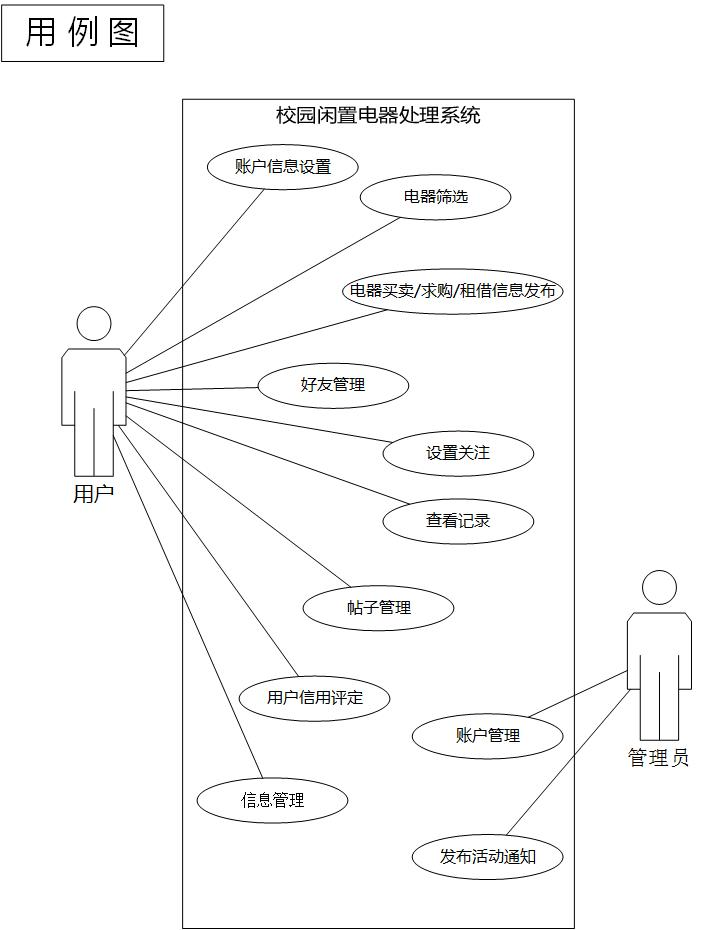 用例图
校园闲置电器处理系统
账户信息设置
电器筛选
电器买卖/求购/租借信息发布
好友管理
设置关注
用户
查看记录
帖子管理
用户信用评定
账户管理
管理员
信息管理
发布活动通知